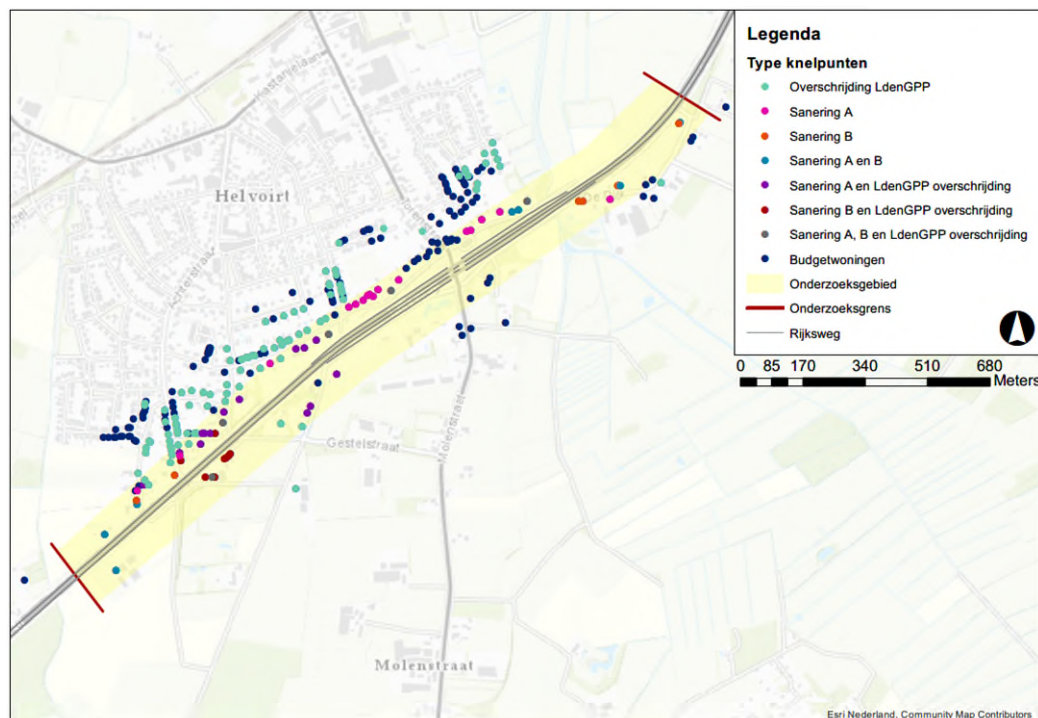 Legenda
Type knelpunten
Overschrijding LdenGPP
Sanering A
Sanering B
Sanering A en B
Sanering A en LdenGPP overschrijding
Sanering B en LdenGPP overschrijding
Sanering A, B en LdenGPP overschrijding
Budgetwoningen
Onderzoeksgebied
Onderzoeksgrens
Rijksweg
0 85 170 340 510 680
Meters
Kastanjelaan
Helvoirt
Gestelstraat
Molenstraat
Molenstraat
Esri Nederland, Community Map Contributors